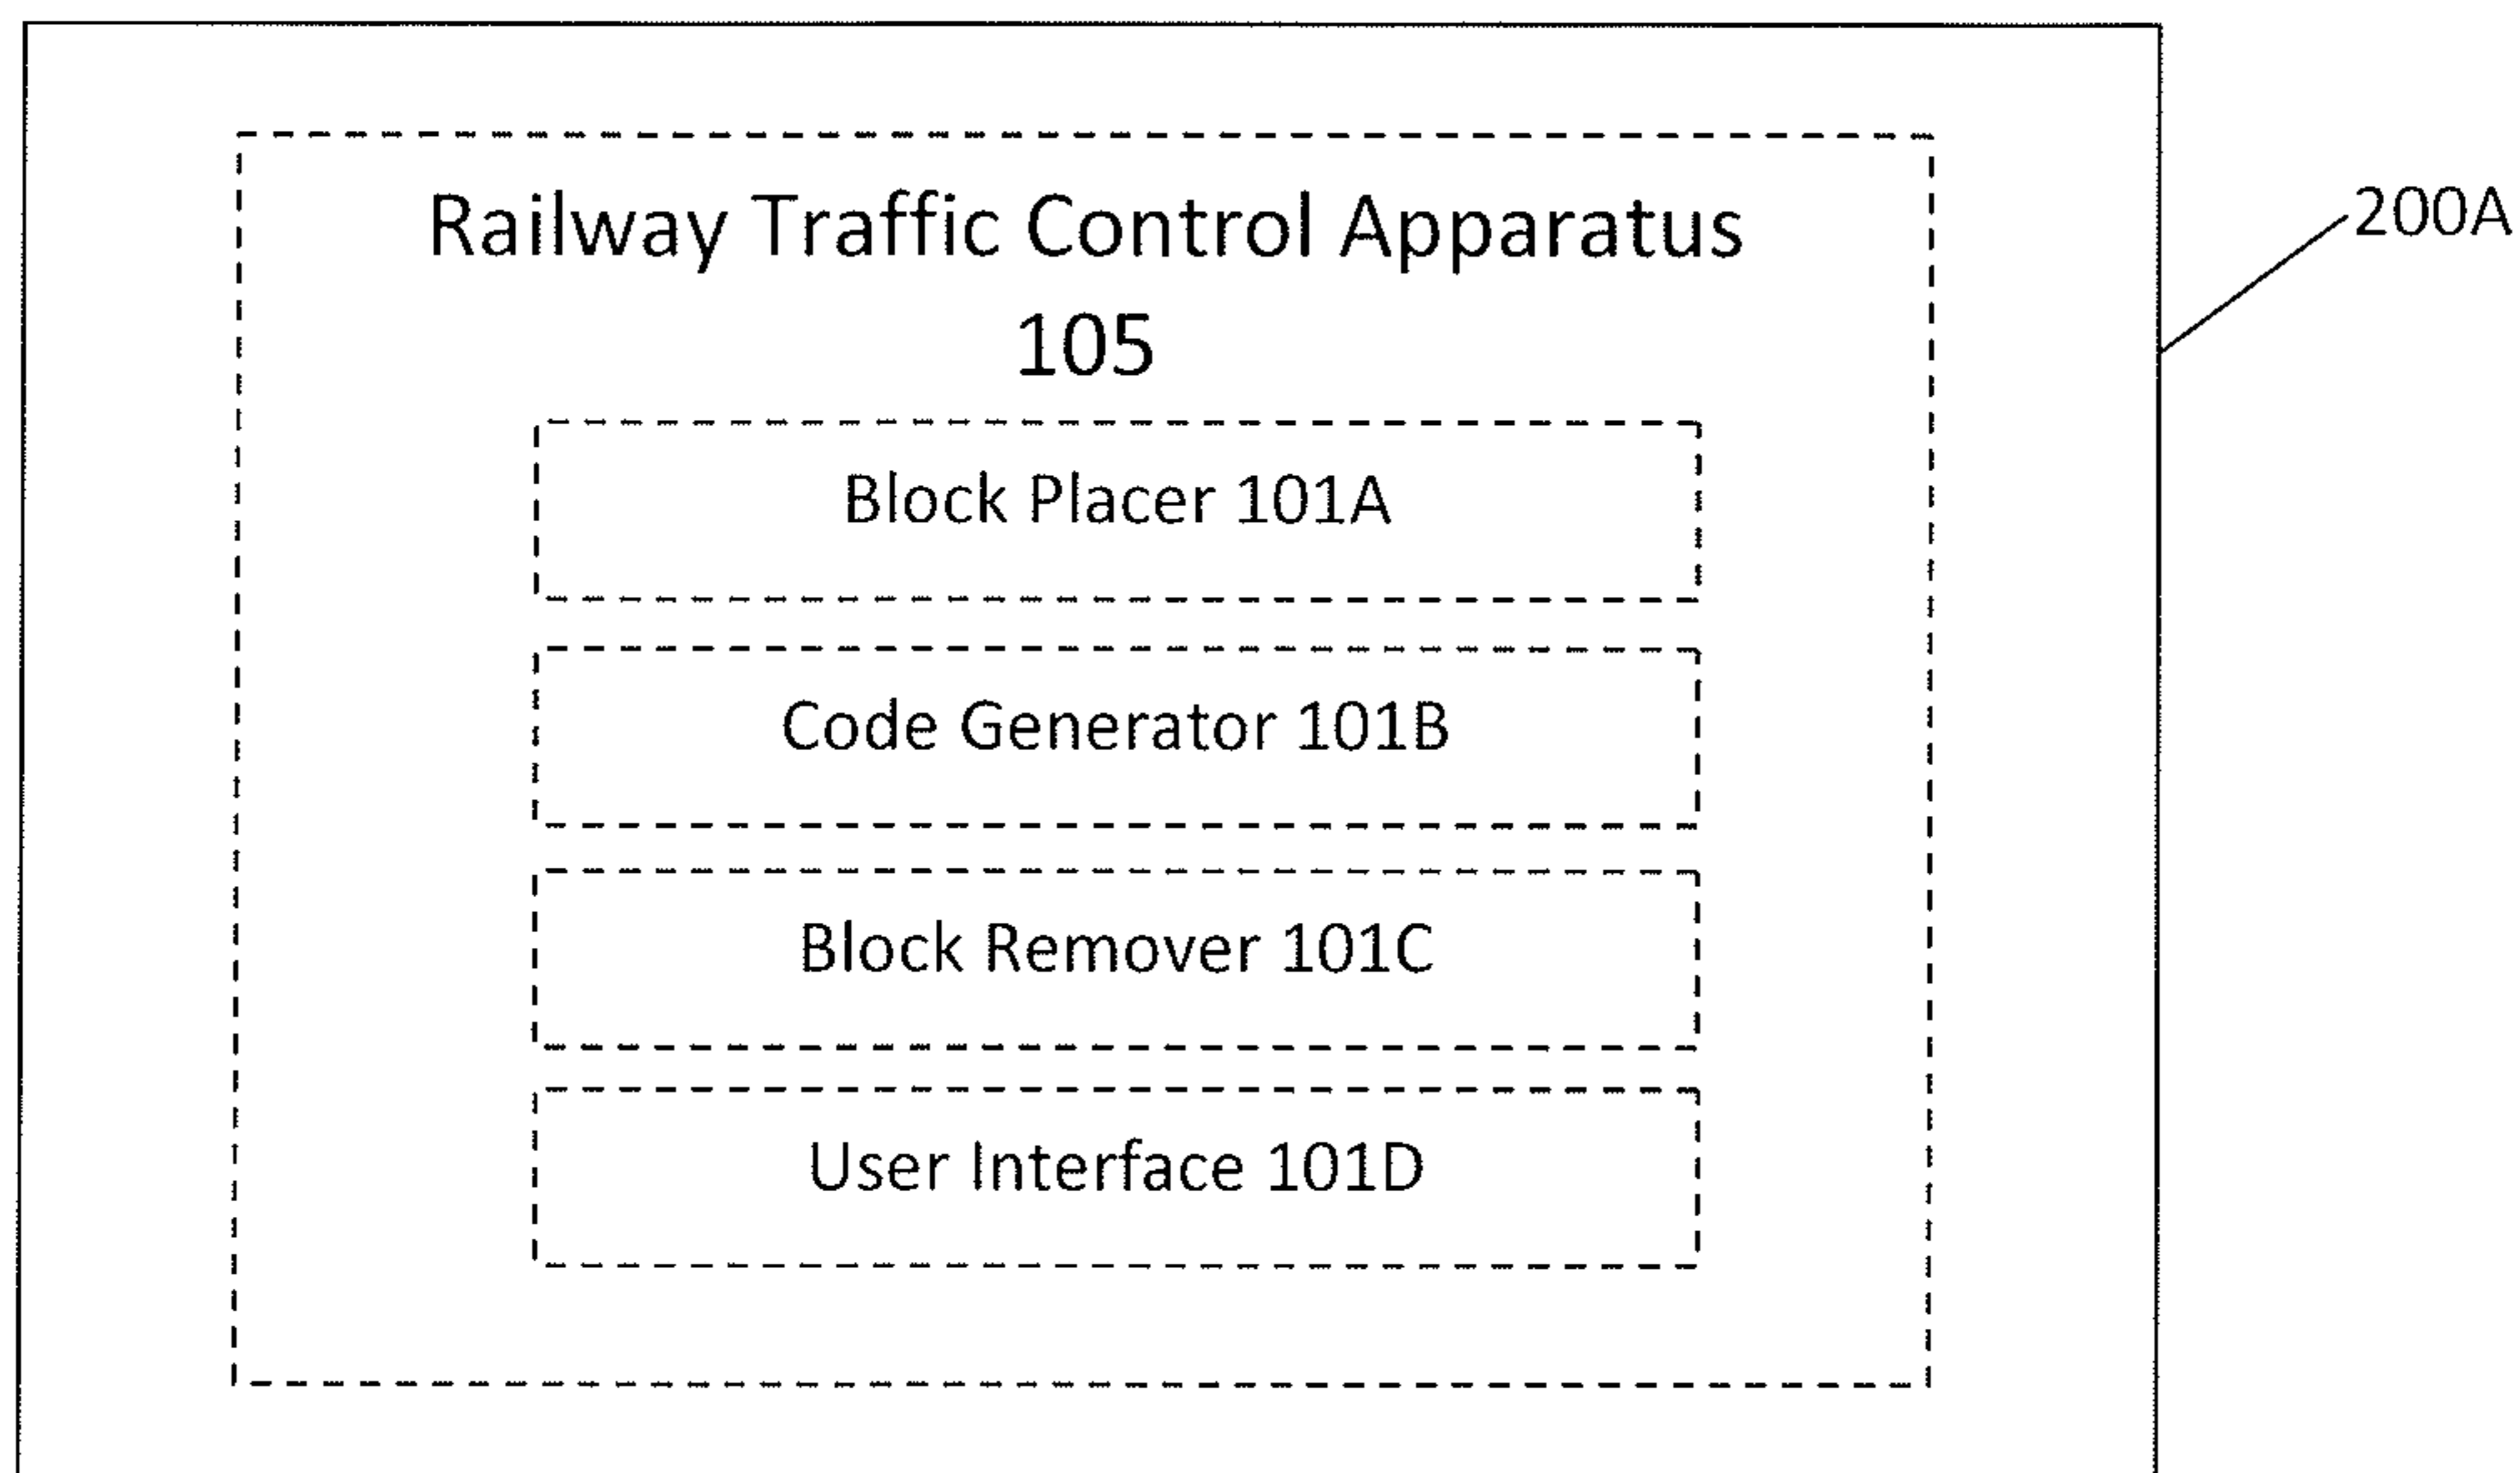 Railway Traffic Control Apparatus
105
200A
Block Placer 101A
Code Generator 101B
Block Remover 101C
User Interface 101D